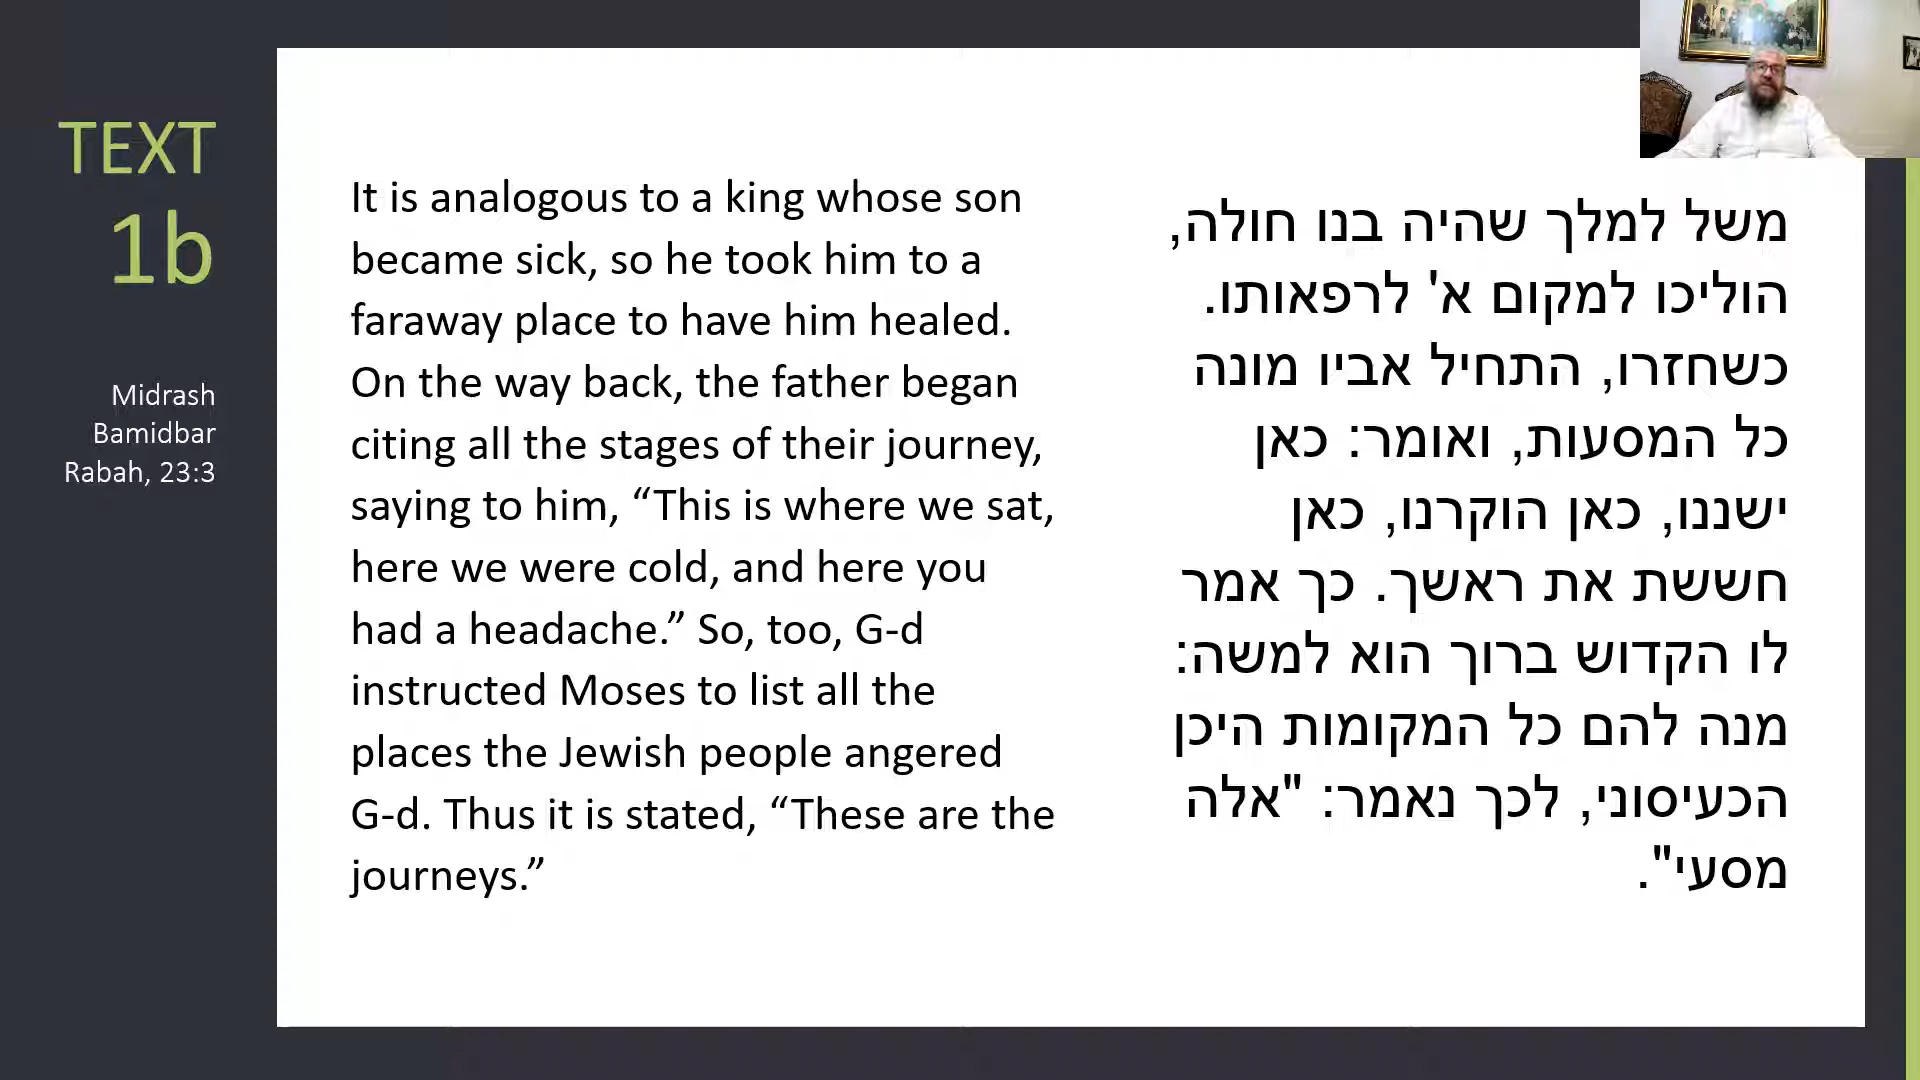 TEXT
1b
Midrash
Bamidbar
Rabah, 23:3
It is analogous to a king whose son
became sick, so he took him to a
faraway place to have him healed.
On the way back, the father began
citing all the stages of their journey,
saying to him, “This is where we sat,
here we were cold, and here you
had a headache.” So, too, G-d
instructed Moses to list all the
places the Jewish people angered
G-d. Thus it is stated, “These are the
journeys.”
משל למלך שהיה בנו חולה,
הוליכו למקום א' לרפאותו.
כשחזרו, התחיל אביו מונה
כל המסעות, ואומר: כאן
ישננו, כאן הוקרנו, כאן
חששת את ראשך. כך אמר
לו הקדוש ברוך הוא למשה:
מנה להם כל המקומות היכן
הכעיסוני, לכך נאמר: "אלה
מסעי".